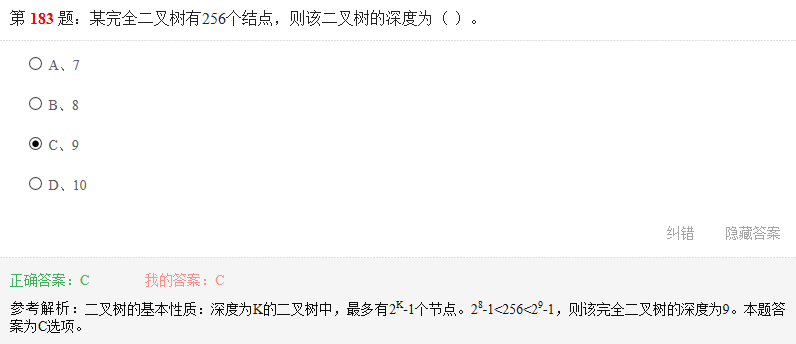 第 183 题：某完全二叉树有256个结点，则该二叉树的深度为（ ）。
A、7
B、8
C、9
D、10
纠错 隐藏答案
正确答案：C 我的答案：C
参考解析：二叉树的基本性质：深度为K的二叉树中，最多有2^K-1个节点。2^8-1<256<2^9-1，则该完全二叉树的深度为9。本题答
案为C选项。